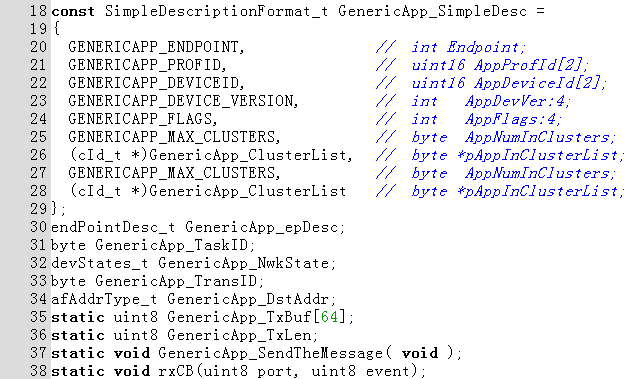 18 const SimpleDescriptionFormat_t GenericApp_SimpleDesc =
19 {
20   GENERICAPP_ENDPOINT,              //  int Endpoint;
21   GENERICAPP_PROFID,                //  uint16 AppProfId[2];
22   GENERICAPP_DEVICEID,              //  uint16 AppDeviceId[2];
23   GENERICAPP_DEVICE_VERSION,        //  int   AppDevVer:4;
24   GENERICAPP_FLAGS,                 //  int   AppFlags:4;
25   GENERICAPP_MAX_CLUSTERS,          //  byte  AppNumInClusters;
26   (cId_t *)GenericApp_ClusterList,  //  byte *pAppInClusterList;
27   GENERICAPP_MAX_CLUSTERS,          //  byte  AppNumInClusters;
28   (cId_t *)GenericApp_ClusterList   //  byte *pAppInClusterList;
29 };
30 endPointDesc_t GenericApp_epDesc;
31 byte GenericApp_TaskID;
32 devStates_t GenericApp_NwkState;
33 byte GenericApp_TransID;
34 afAddrType_t GenericApp_DstAddr;
35 static uint8 GenericApp_TxBuf[64];
36 static uint8 GenericApp_TxLen;
37 static void GenericApp_SendTheMessage( void );
38 static void rxCB(uint8 port, uint8 event);